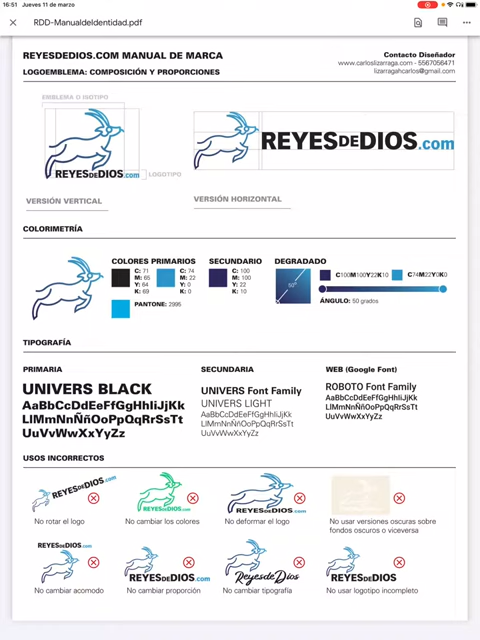 16:51 Jueves 11 de marzo
RDD-ManualdeIdentidad.pdf
REYESDEDIOS.COM MANUAL DE MARCA
Contacto Diseñador
www.carloslizarraga.com - 5567056471
LOGOEMBLEMA: COMPOSICIÓN Y PROPORCIONES
lizarragahcarlos@gmail.com
EMBLEMA O ISOTIPO
REYESDEDIOS.com
LOGOTIPO
REYESDEDIOS.com
VERSIÓN VERTICAL
VERSIÓN HORIZONTAL
COLORIMETRÍA
COLORES PRIMARIOS
C: 71
M: 65
Y: 64
K: 69
C: 74
M: 22
Y: 0
K: 0
PANTONE: 2995
SECUNDARIO
C: 100
M: 100
Y: 22
K: 10
DEGRADADO
50°
C100M100Y22K10
C74M22Y0K0
ÁNGULO: 50 grados
TIPOGRAFÍA
PRIMARIA
UNIVERS BLACK
AaBbCcDdEeFfGgHhIiJjKk
LlMmNnÑñOoPpQqRrSsTt
UuVvWwXxYyZz
SECUNDARIA
UNIVERS Font Family
UNIVERS LIGHT
AaBbCcDdEeFfGgHhIiJjKk
LlMmNnÑñOoPpQqRrSsTt
UuVvWwXxYyZz
WEB (Google Font)
ROBOTO Font Family
AaBbCcDdEeFfGgHhIiJjKk
LlMmNnÑñOoPpQqRrSsTt
UuVvWwXxYyZz
USOS INCORRECTOS
REYESDEDIOS.com
No rotar el logo
REYESDEDIOS.com
No cambiar los colores
REYESDEDIOS.com
No deformar el logo
No usar versiones oscuras sobre
fondos oscuros o viceversa
REYESDEDIOS.com
No cambiar acomodo
REYESDEDIOS.com
No cambiar proporción
ReyesdeDios
No cambiar tipografía
REYESDEDIOS
No usar logotipo incompleto